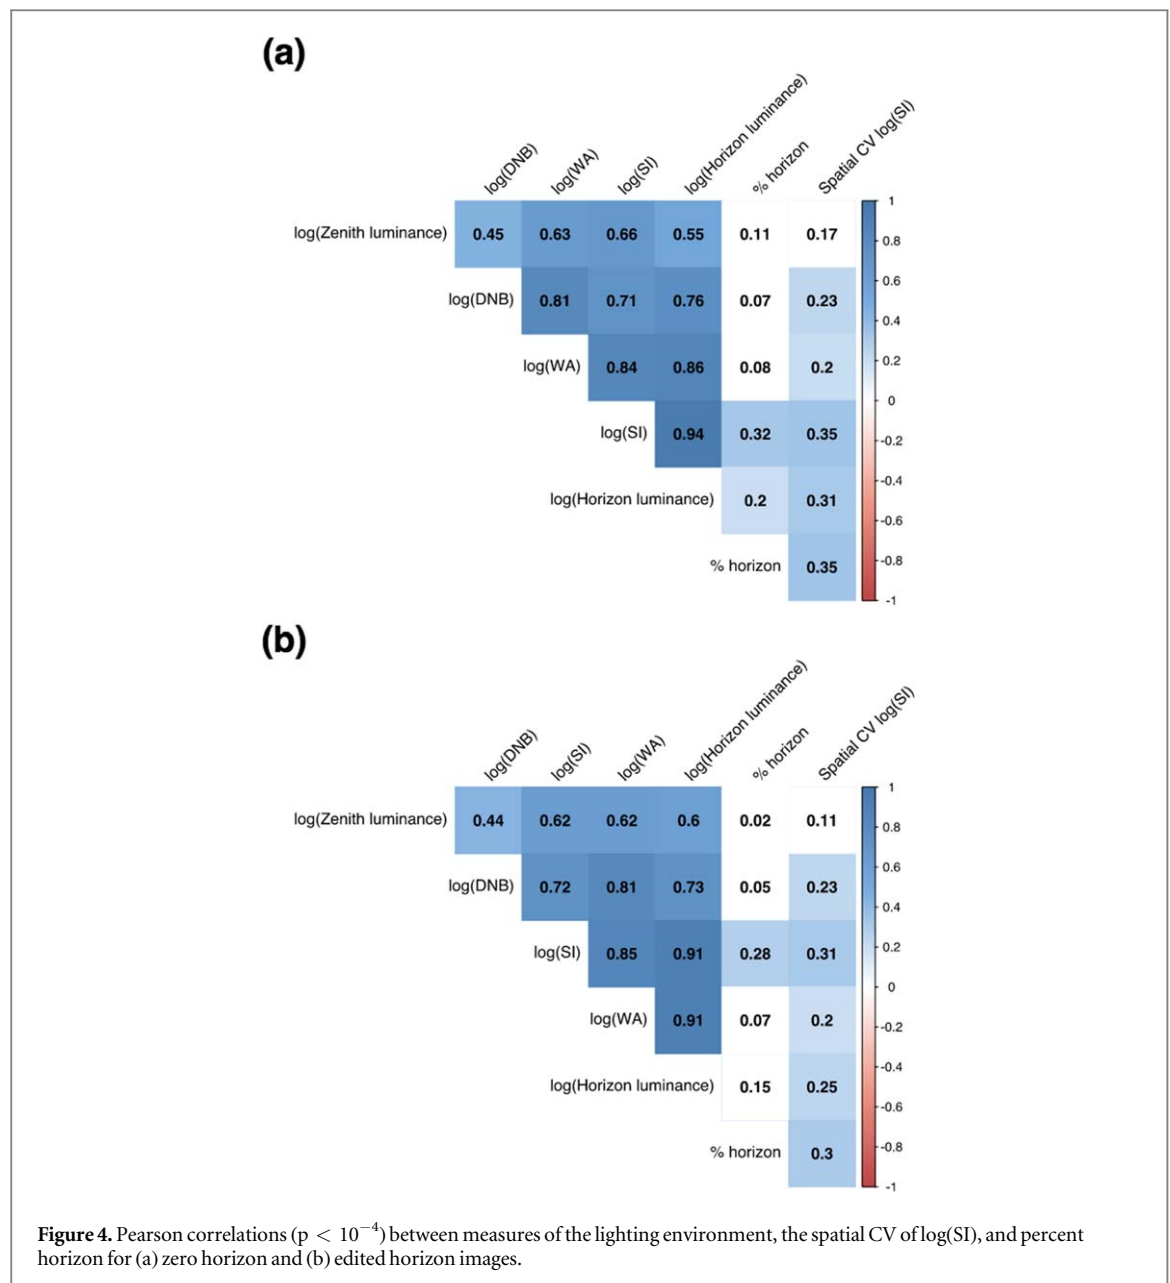 (a)
log(DNB) log(WA) log(SI) log(Horizon luminance) % horizon Spatial CV log(SI)
log(Zenith luminance) 0.45 0.63 0.66 0.55 0.11 0.17
log(DNB) 0.81 0.71 0.76 0.07 0.23
log(WA) 0.84 0.86 0.08 0.2
log(SI) 0.94 0.32 0.35
log(Horizon luminance) 0.2 0.31
% horizon 0.35
1
0.8
0.6
0.4
0.2
0
-0.2
-0.4
-0.6
-0.8
-1
(b)
log(DNB) log(SI) log(WA) log(Horizon luminance) % horizon Spatial CV log(SI)
log(Zenith luminance) 0.44 0.62 0.62 0.6 0.02 0.11
log(DNB) 0.72 0.81 0.73 0.05 0.23
log(SI) 0.85 0.91 0.28 0.31
log(WA) 0.91 0.07 0.2
log(Horizon luminance) 0.15 0.25
% horizon 0.3
1
0.8
0.6
0.4
0.2
0
-0.2
-0.4
-0.6
-0.8
-1
Figure 4. Pearson correlations (p < 10⁻⁴) between measures of the lighting environment, the spatial CV of log(SI), and percent
horizon for (a) zero horizon and (b) edited horizon images.